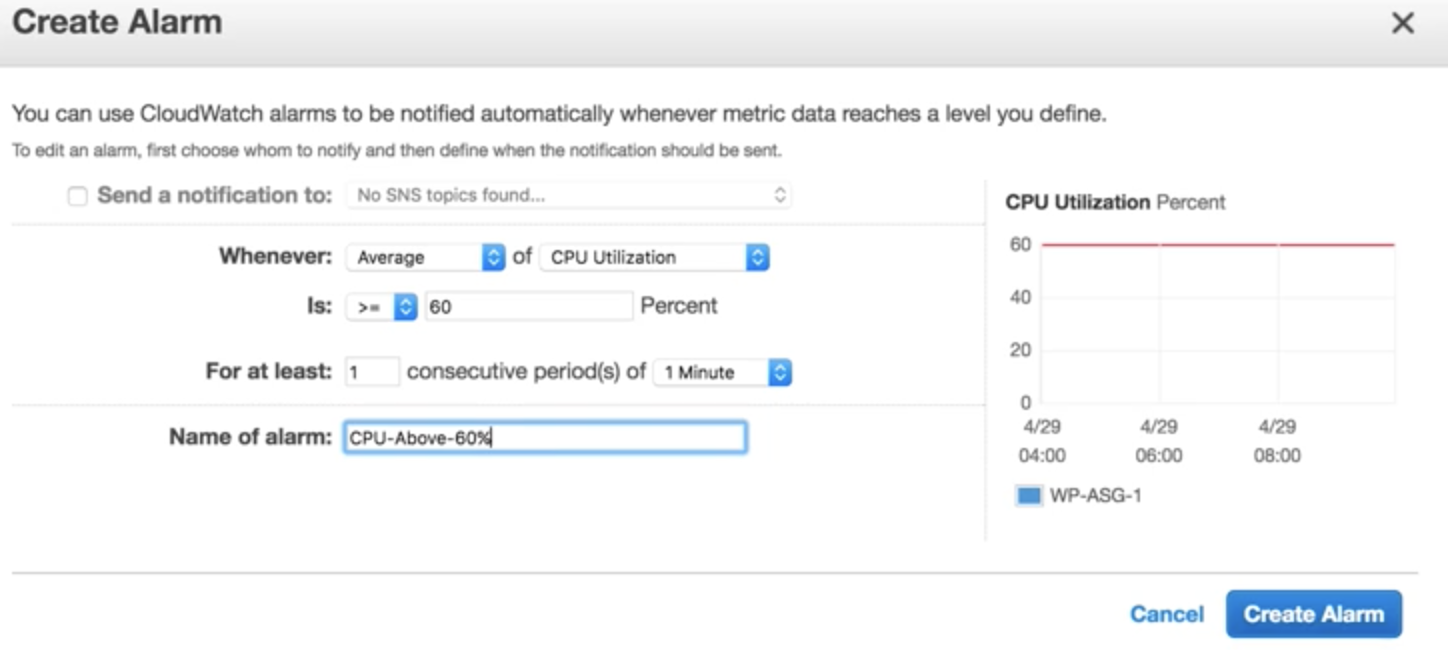 Create Alarm
You can use CloudWatch alarms to be notified automatically whenever metric data reaches a level you define.
To edit an alarm, first choose whom to notify and then define when the notification should be sent.
Send a notification to: No SNS topics found...
Whenever: Average of CPU Utilization
Is: >= 60 Percent
For at least: 1 consecutive period(s) of 1 Minute
Name of alarm: CPU-Above-60%
CPU Utilization Percent
60
40
20
0
4/29 4/29 4/29
04:00 06:00 08:00
WP-ASG-1
Cancel Create Alarm